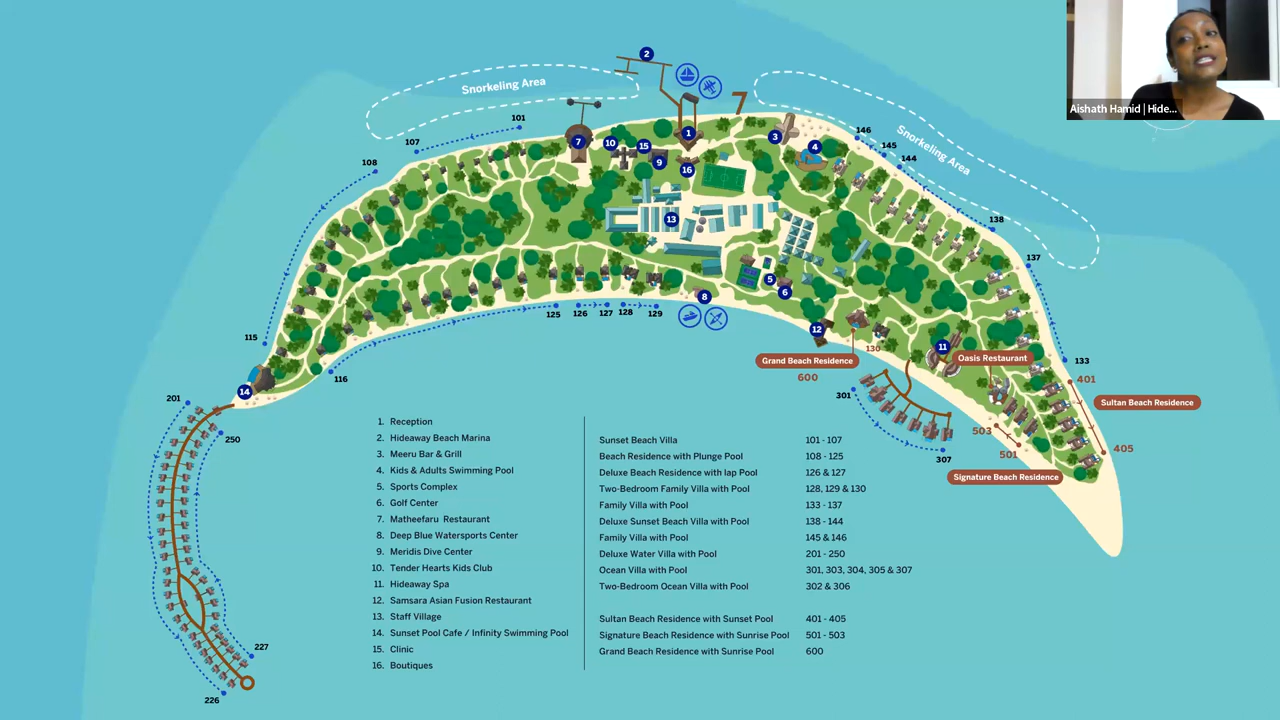 Aishath Hamid | Hide...
2
Snorkeling Area
7
101
107
108
7
10
15
9
1
16
3
4
146
145
144
Snorkeling Area
138
137
13
5
6
8
125
126
127
128
129
12
130
11
Oasis Restaurant
Grand Beach Residence
600
133
401
Sultan Beach Residence
405
301
307
503
501
Signature Beach Residence
115
116
14
201
250
227
226
1. Reception
2. Hideaway Beach Marina
3. Meeru Bar & Grill
4. Kids & Adults Swimming Pool
5. Sports Complex
6. Golf Center
7. Matheefaru Restaurant
8. Deep Blue Watersports Center
9. Meridis Dive Center
10. Tender Hearts Kids Club
11. Hideaway Spa
12. Samsara Asian Fusion Restaurant
13. Staff Village
14. Sunset Pool Cafe / Infinity Swimming Pool
15. Clinic
16. Boutiques
Sunset Beach Villa 101 - 107
Beach Residence with Plunge Pool 108 - 125
Deluxe Beach Residence with lap Pool 126 & 127
Two-Bedroom Family Villa with Pool 128, 129 & 130
Family Villa with Pool 133 - 137
Deluxe Sunset Beach Villa with Pool 138 - 144
Family Villa with Pool 145 & 146
Deluxe Water Villa with Pool 201 - 250
Ocean Villa with Pool 301, 303, 304, 305 & 307
Two-Bedroom Ocean Villa with Pool 302 & 306
Sultan Beach Residence with Sunset Pool 401 - 405
Signature Beach Residence with Sunrise Pool 501 - 503
Grand Beach Residence with Sunrise Pool 600